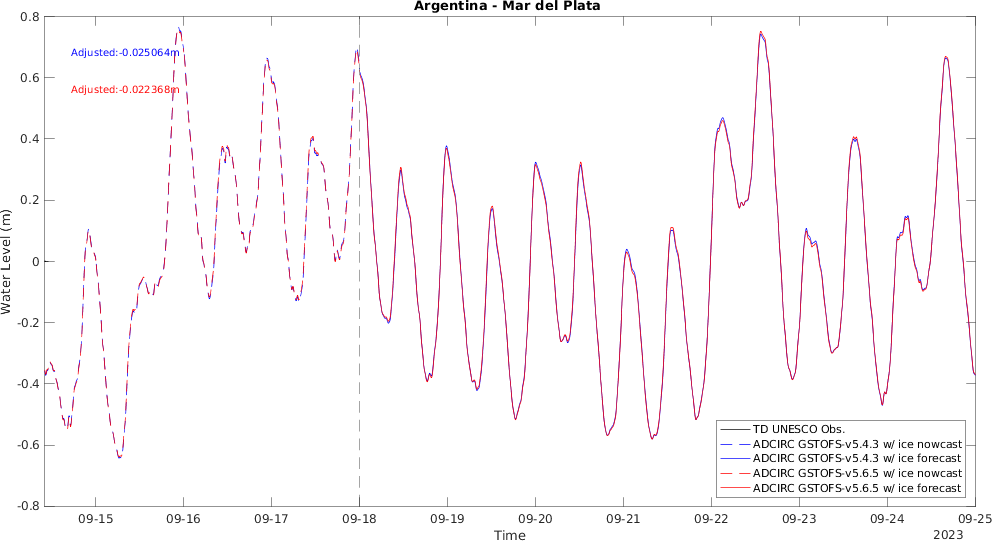 Argentina - Mar del Plata
0.8
0.6
0.4
0.2
0
-0.2
-0.4
-0.6
-0.8
Water Level (m)
Adjusted:-0.025064m
Adjusted:-0.022368m
TD UNESCO Obs.
ADCIRC GSTOFS-v5.4.3 w/ ice nowcast
ADCIRC GSTOFS-v5.4.3 w/ ice forecast
ADCIRC GSTOFS-v5.6.5 w/ ice nowcast
ADCIRC GSTOFS-v5.6.5 w/ ice forecast
09-15 09-16 09-17 09-18 09-19 09-20 09-21 09-22 09-23 09-24 09-25
Time
2023